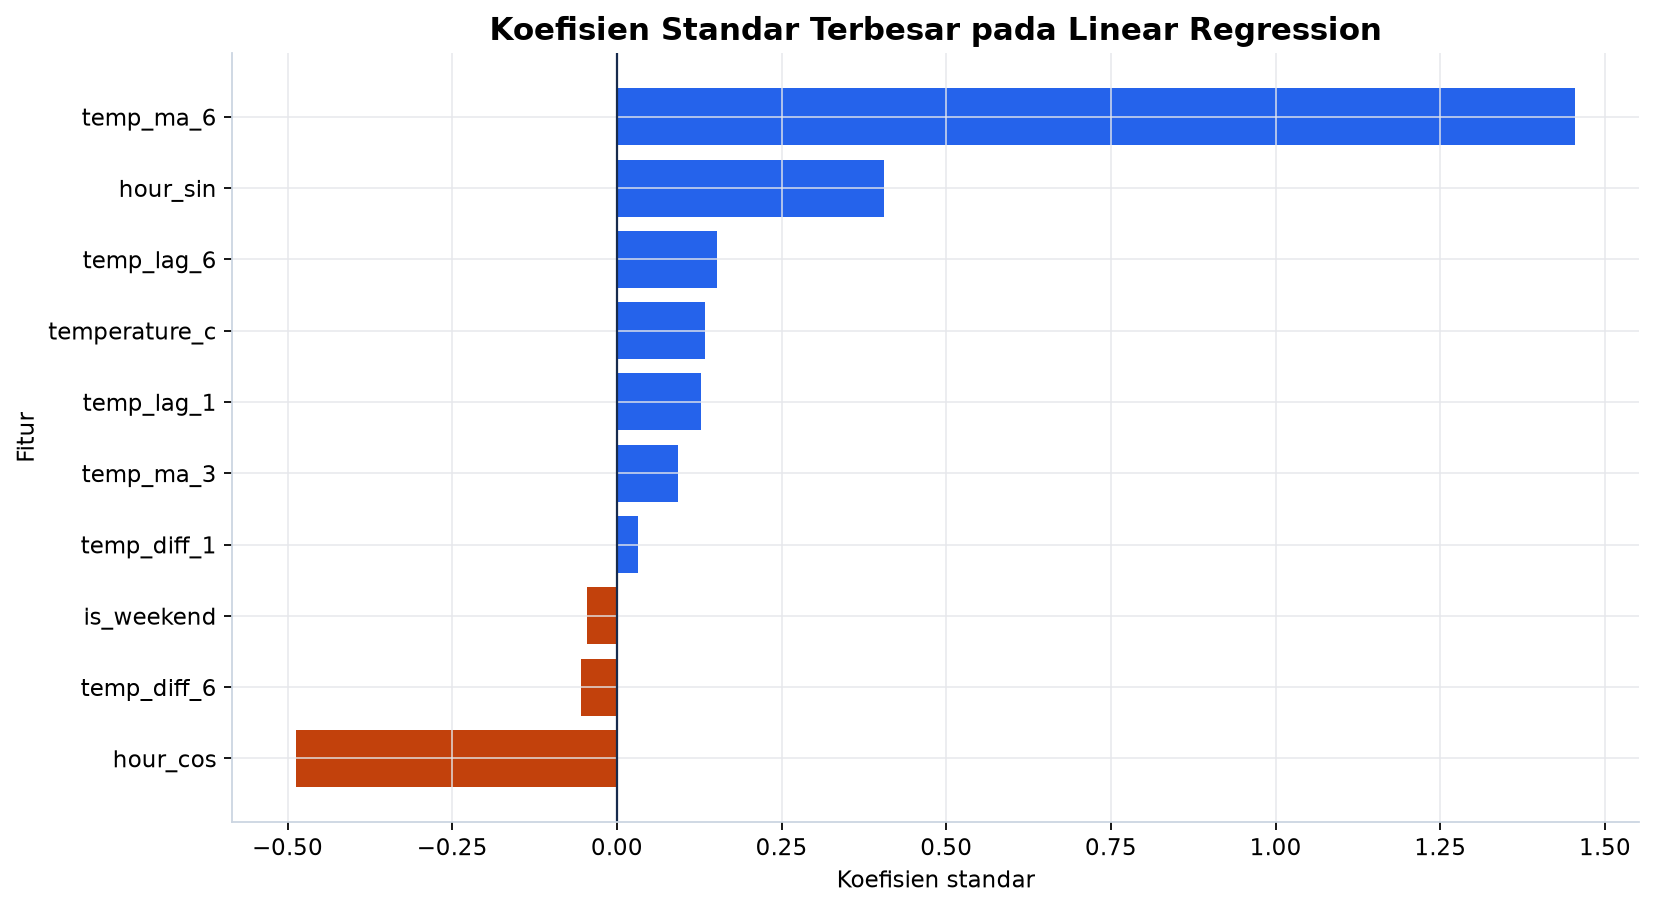 Koefisien Standar Terbesar pada Linear Regression
temp_ma_6
hour_sin
temp_lag_6
temperature_c
temp_lag_1
temp_ma_3
temp_diff_1
is_weekend
temp_diff_6
hour_cos
Fitur
−0.50 −0.25 0.00 0.25 0.50 0.75 1.00 1.25 1.50
Koefisien standar